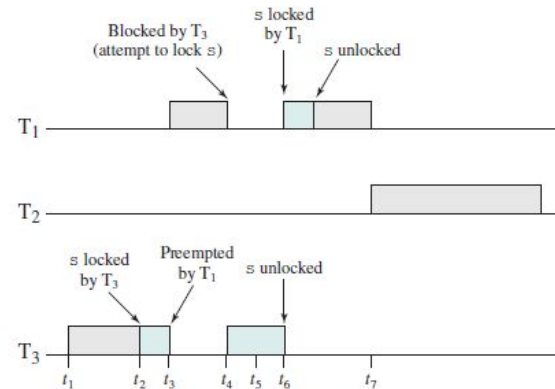 s locked
by T1
Blocked by T3
(attempt to lock s)
s unlocked
T1
T2
s locked
by T3
Preempted
by T1
s unlocked
T3
t1 t2 t3 t4 t5 t6 t7